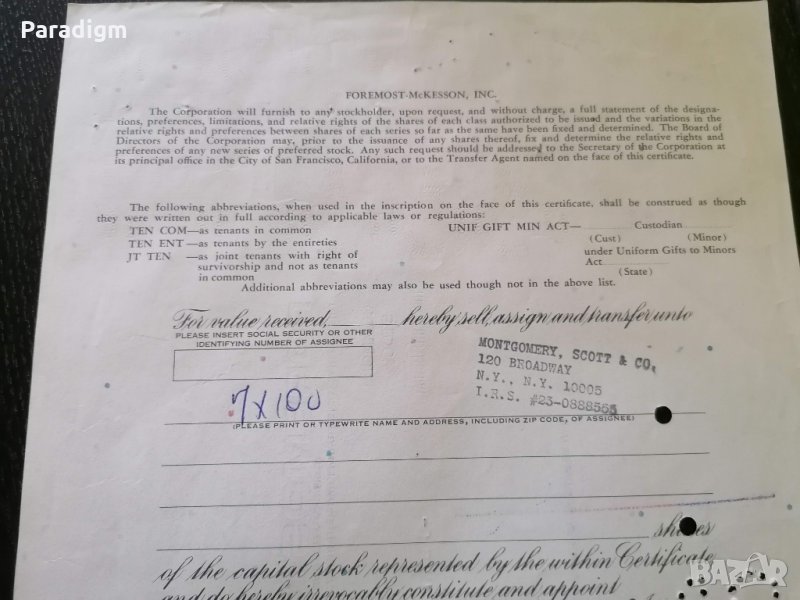 Paradigm
FOREMOST-McKESSON, INC.
The Corporation will furnish to any stockholder, upon request, and without charge, a full statement of the designa-
tions, preferences, limitations, and relative rights of the shares of each class authorized to be issued and the variations in the
relative rights and preferences between shares of each series so far as the same have been fixed and determined. The Board of
Directors of the Corporation may, prior to the issuance of any shares thereof, fix and determine the relative rights and
preferences of any new series of preferred stock. Any such request should be addressed to the Secretary of the Corporation at
its principal office in the City of San Francisco, California, or to the Transfer Agent named on the face of this certificate.
The following abbreviations, when used in the inscription on the face of this certificate, shall be construed as though
they were written out in full according to applicable laws or regulations:
TEN COM—as tenants in common
TEN ENT—as tenants by the entireties
JT TEN —as joint tenants with right of
survivorship and not as tenants
in common
UNIF GIFT MIN ACT— Custodian
(Cust) (Minor)
under Uniform Gifts to Minors
Act
(State)
Additional abbreviations may also be used though not in the above list.
For value received, hereby sell, assign and transfer unto
PLEASE INSERT SOCIAL SECURITY OR OTHER
IDENTIFYING NUMBER OF ASSIGNEE
MONTGOMERY, SCOTT & CO.
120 BROADWAY
N.Y., N.Y. 10005
I.R.S. #23-0888565
7X100
(PLEASE PRINT OR TYPEWRITE NAME AND ADDRESS, INCLUDING ZIP CODE, OF ASSIGNEE)
shares
of the capital stock represented by the within Certificate
and do hereby irrevocably constitute and appoint
BAZAR